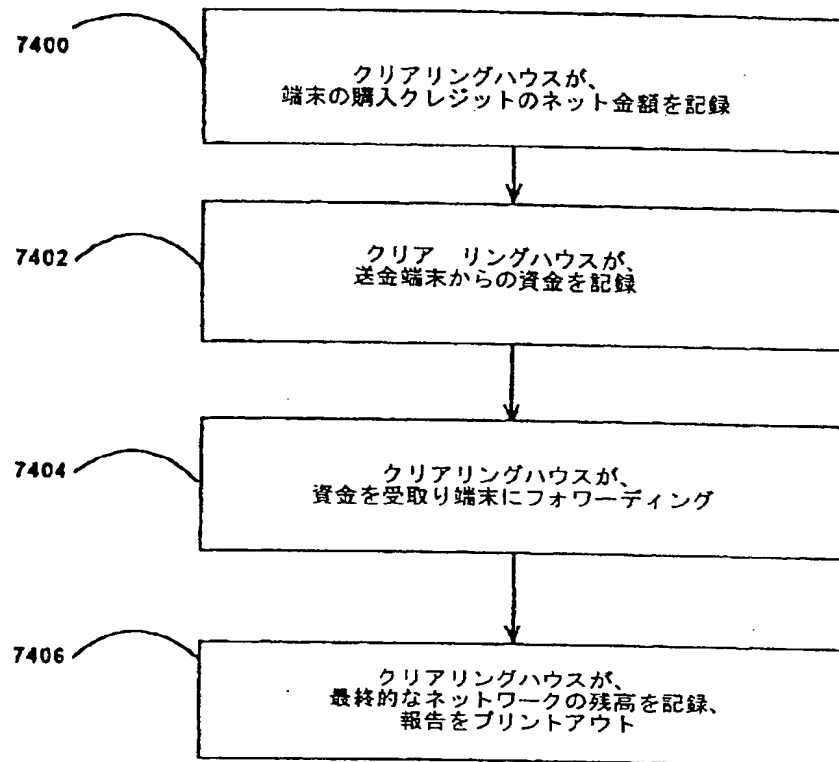 7400
クリアリングハウスが、
端末の購入クレジットのネット金額を記録
7402
クリア リングハウスが、
送金端末からの資金を記録
7404
クリアリングハウスが、
資金を受取り端末にフォワーディング
7406
クリアリングハウスが、
最終的なネットワークの残高を記録、
報告をプリントアウト